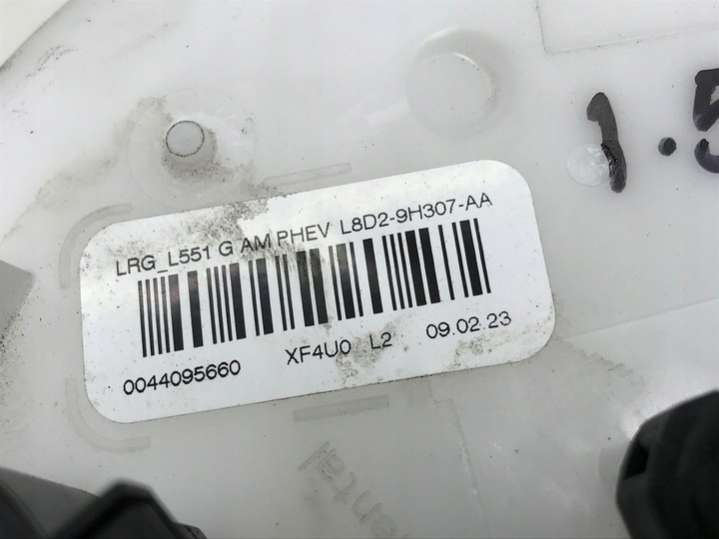 LRG_L551 G AM PHEV L8D2-9H307-AA
0044095660 XF4U0 L2 09.02.23
1.5